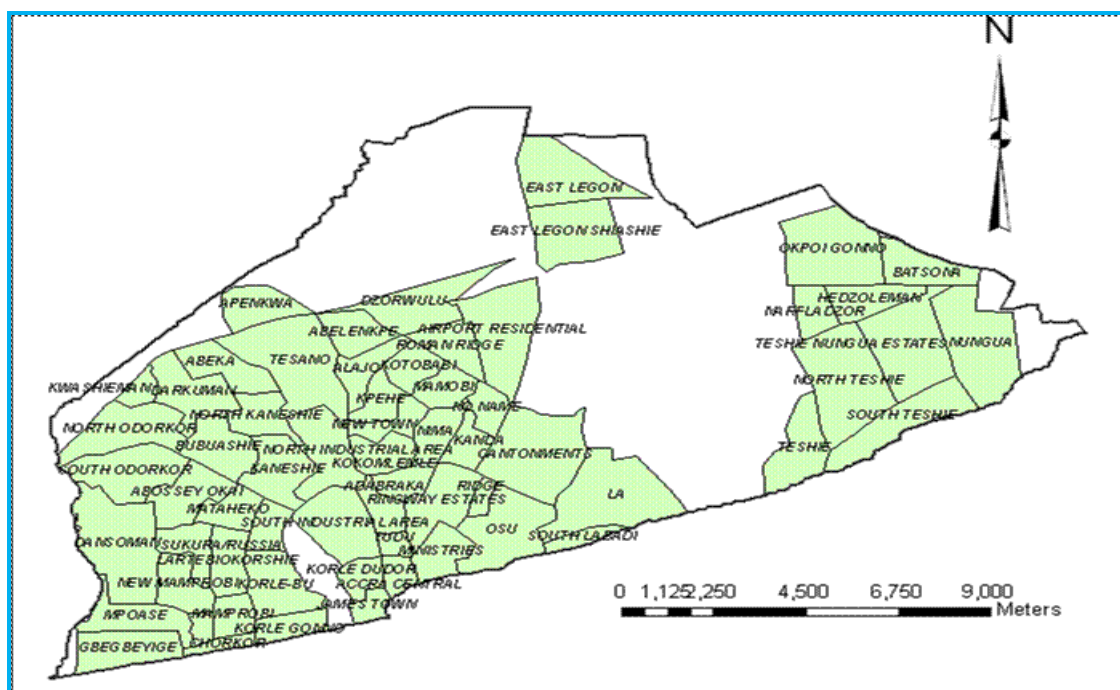 N
EAST LEGON
EAST LEGON SHIASHIE
OKPOI GONNO
BATSONA
APENKWA
DZORWULU
HEDZOLEMAN
NAFFLADZOR
ABELENKPE
AIRPORT RESIDENTIAL
ROMAN RIDGE
TESHIE NUNGUA ESTATES
NUNGUA
ABEKA
TESANO
ALAJO
KOTOBABI
NORTH TESHIE
KWASHIEMAN
DARKUMAN
MAMOBI
KPEHE
NO NAME
SOUTH TESHIE
NORTH KANESHIE
NORTH ODORKOR
NEW TOWN
NIMA
KANDA
TESHIE
BUBUASHIE
NORTH INDUSTRIAL AREA
CANTONMENTS
SOUTH ODORKOR
KANESHIE
KOKOMLEMLE
ABOSSEY OKAI
ADABRAKA
RIDGE
LA
RINGWAY ESTATES
MATAHEKO
SOUTH INDUSTRIAL AREA
OSU
DANSOMAN
SUKURA/RUSSIA
TUDU
MINISTRIES
SOUTH LABADI
LARTEBIOKORSHIE
KORLE DUDOR
NEW MAMPROBI
KORLE-BU
ACCRA CENTRAL
0 1,125 2,250 4,500 6,750 9,000
Meters
MPOASE
MAMPROBI
JAMES TOWN
KORLE GONNO
GBEGBEYIGE
CHORKOR